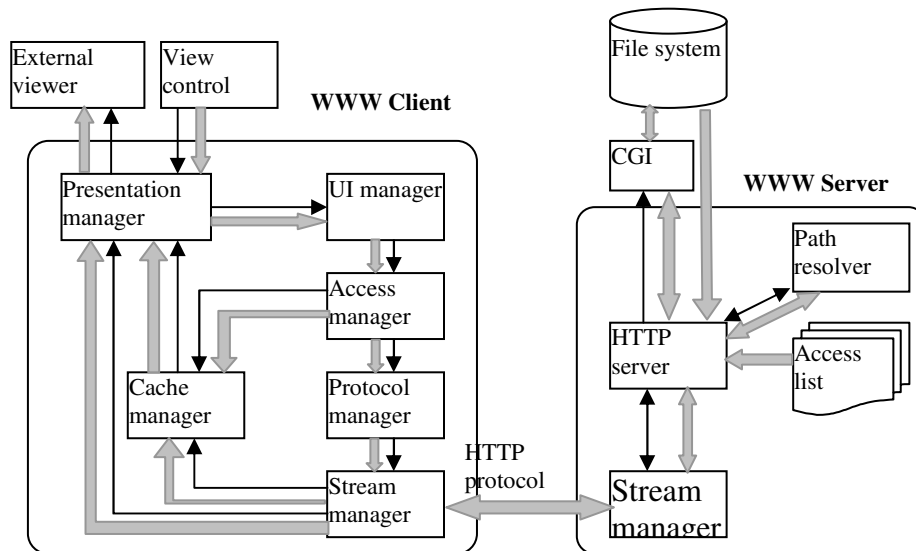 External
viewer
View
control
WWW Client
File system
CGI
WWW Server
Presentation
manager
UI manager
Path
resolver
Access
manager
HTTP
server
Access
list
Cache
manager
Protocol
manager
HTTP
protocol
Stream
manager
Stream
manager